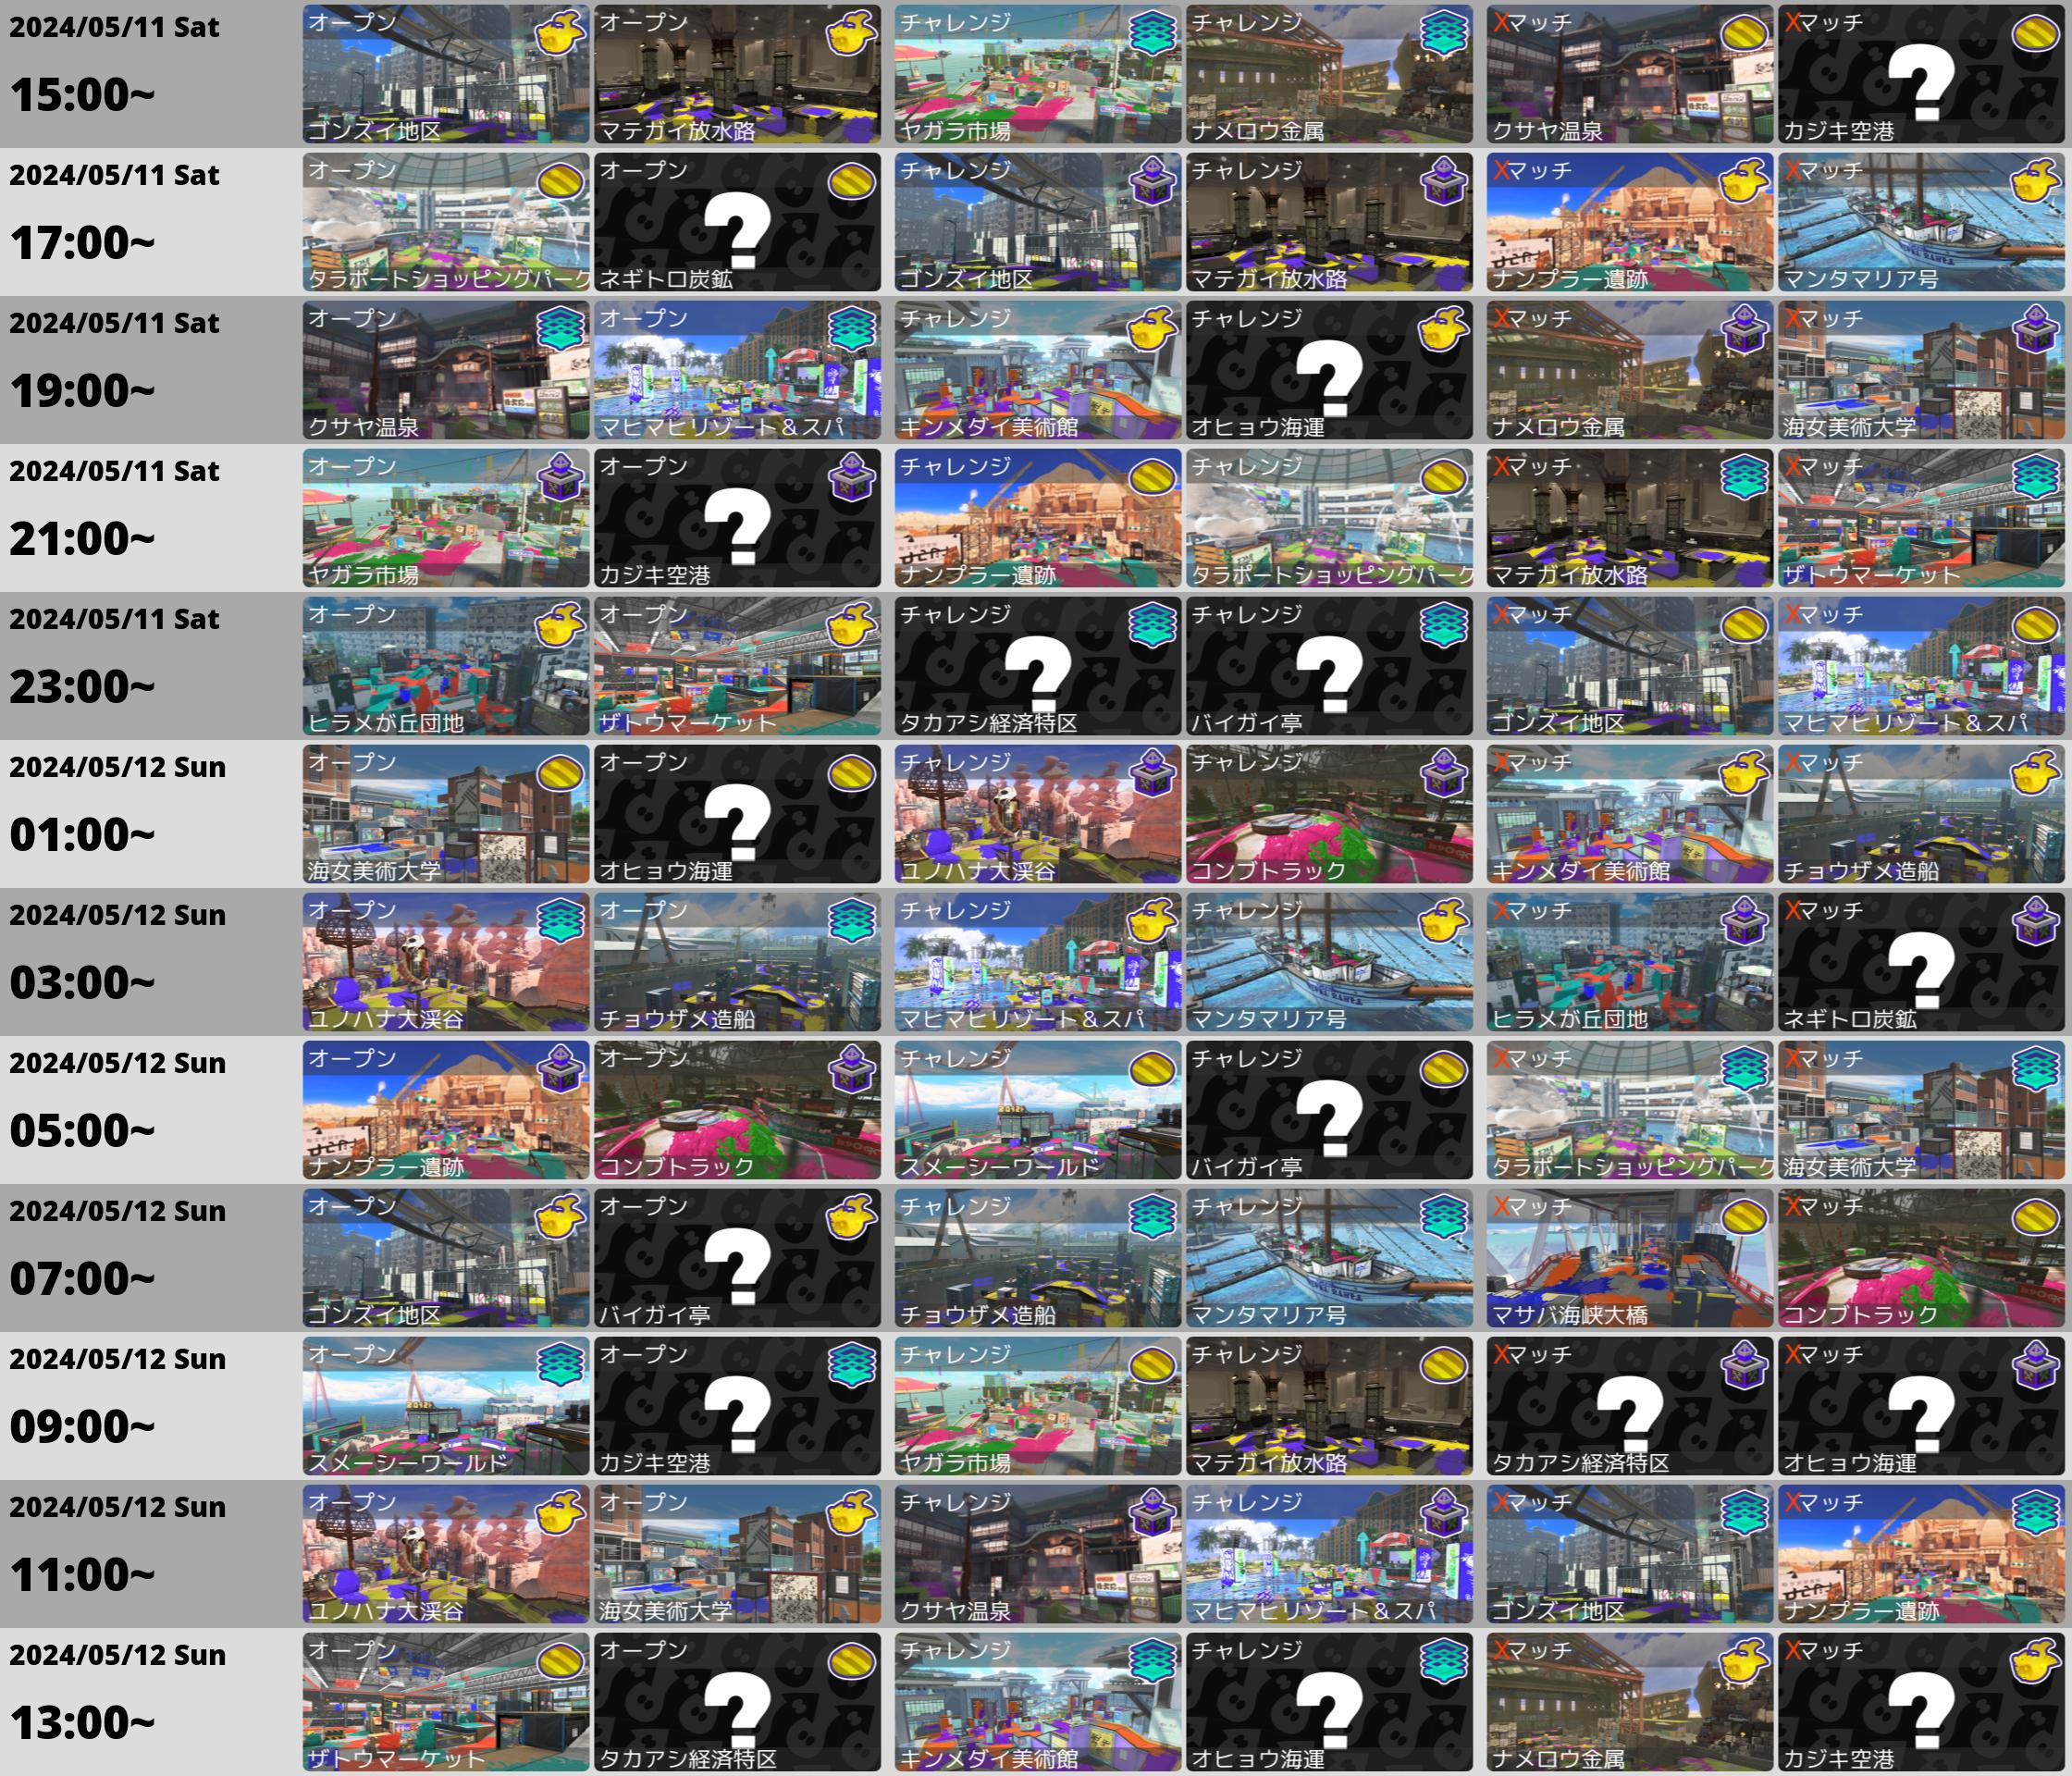 2024/05/11 Sat
15:00~
オープン オープン チャレンジ チャレンジ Xマッチ Xマッチ
ゴンズイ地区 マテガイ放水路 ヤガラ市場 ナメロウ金属 クサヤ温泉 カジキ空港
2024/05/11 Sat
17:00~
オープン オープン チャレンジ チャレンジ Xマッチ Xマッチ
タラポートショッピングパーク ネギトロ炭鉱 ゴンズイ地区 マテガイ放水路 ナンプラー遺跡 マンタマリア号
2024/05/11 Sat
19:00~
オープン オープン チャレンジ チャレンジ Xマッチ Xマッチ
クサヤ温泉 マヒマヒリゾート＆スパ キンメダイ美術館 オヒョウ海運 ナメロウ金属 海女美術大学
2024/05/11 Sat
21:00~
オープン オープン チャレンジ チャレンジ Xマッチ Xマッチ
ヤガラ市場 カジキ空港 ナンプラー遺跡 タラポートショッピングパーク マテガイ放水路 ザトウマーケット
2024/05/11 Sat
23:00~
オープン オープン チャレンジ チャレンジ Xマッチ Xマッチ
ヒラメが丘団地 ザトウマーケット タカアシ経済特区 バイガイ亭 ゴンズイ地区 マヒマヒリゾート＆スパ
2024/05/12 Sun
01:00~
オープン オープン チャレンジ チャレンジ Xマッチ Xマッチ
海女美術大学 オヒョウ海運 ユノハナ大渓谷 コンブトラック キンメダイ美術館 チョウザメ造船
2024/05/12 Sun
03:00~
オープン オープン チャレンジ チャレンジ Xマッチ Xマッチ
ユノハナ大渓谷 チョウザメ造船 マヒマヒリゾート＆スパ マンタマリア号 ヒラメが丘団地 ネギトロ炭鉱
2024/05/12 Sun
05:00~
オープン オープン チャレンジ チャレンジ Xマッチ Xマッチ
ナンプラー遺跡 コンブトラック スメーシーワールド バイガイ亭 タラポートショッピングパーク 海女美術大学
2024/05/12 Sun
07:00~
オープン オープン チャレンジ チャレンジ Xマッチ Xマッチ
ゴンズイ地区 バイガイ亭 チョウザメ造船 マンタマリア号 マサバ海峡大橋 コンブトラック
2024/05/12 Sun
09:00~
オープン オープン チャレンジ チャレンジ Xマッチ Xマッチ
スメーシーワールド カジキ空港 ヤガラ市場 マテガイ放水路 タカアシ経済特区 オヒョウ海運
2024/05/12 Sun
11:00~
オープン オープン チャレンジ チャレンジ Xマッチ Xマッチ
ユノハナ大渓谷 海女美術大学 クサヤ温泉 マヒマヒリゾート＆スパ ゴンズイ地区 ナンプラー遺跡
2024/05/12 Sun
13:00~
オープン オープン チャレンジ チャレンジ Xマッチ Xマッチ
ザトウマーケット タカアシ経済特区 キンメダイ美術館 オヒョウ海運 ナメロウ金属 カジキ空港